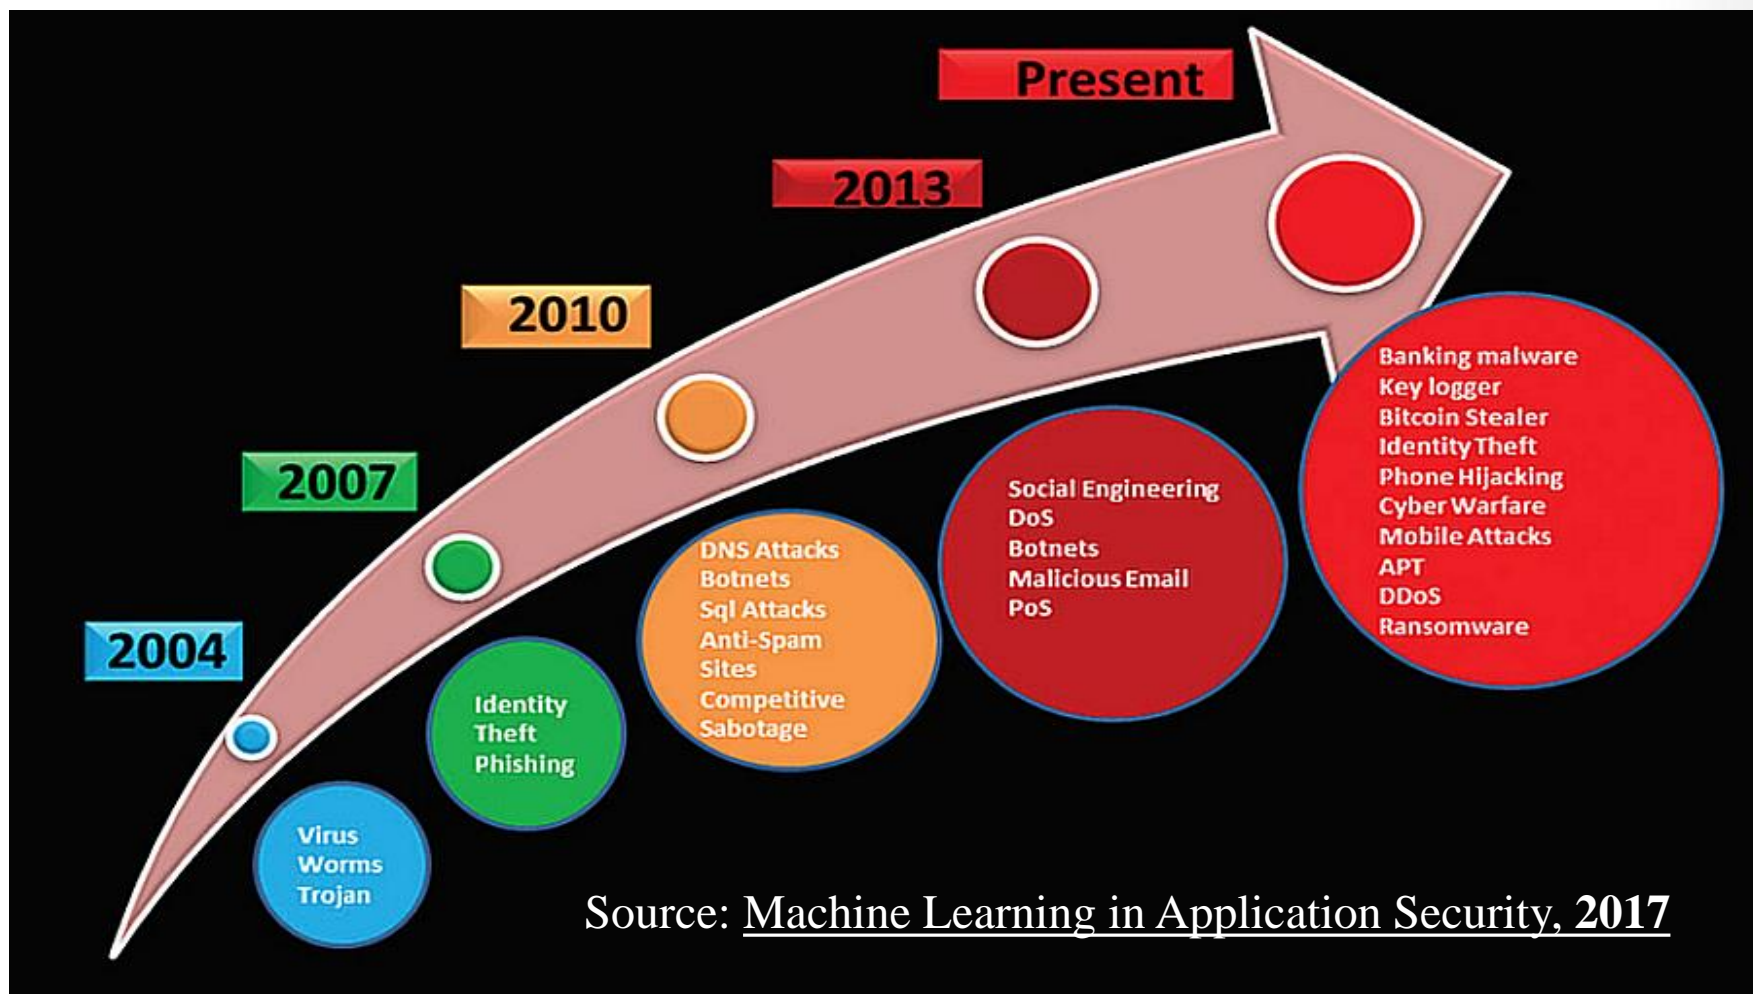 Present
2013
2010
2007
2004
Virus
Worms
Trojan
Identity
Theft
Phishing
DNS Attacks
Botnets
Sql Attacks
Anti-Spam
Sites
Competitive
Sabotage
Social Engineering
DoS
Botnets
Malicious Email
PoS
Banking malware
Key logger
Bitcoin Stealer
Identity Theft
Phone Hijacking
Cyber Warfare
Mobile Attacks
APT
DDoS
Ransomware
Source: Machine Learning in Application Security, 2017